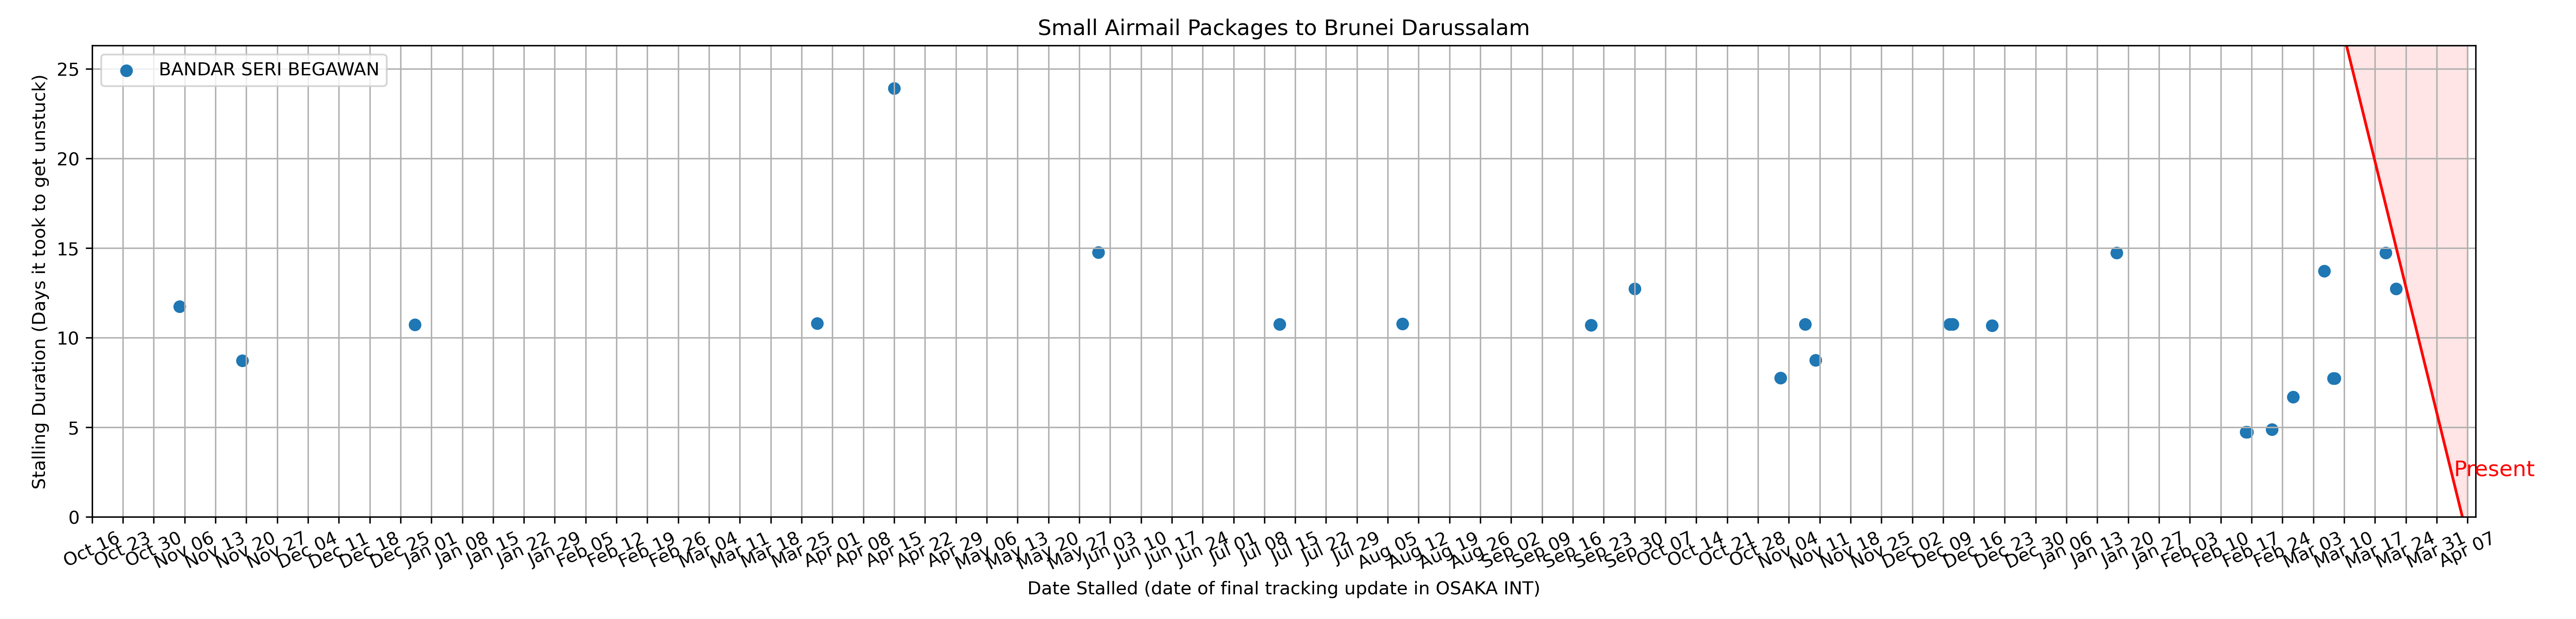 Small Airmail Packages to Brunei Darussalam
BANDAR SERI BEGAWAN
Stalling Duration (Days it took to get unstuck)
25
20
15
10
5
0
Present
Oct 16
Oct 23
Oct 30
Nov 06
Nov 13
Nov 20
Nov 27
Dec 04
Dec 11
Dec 18
Dec 25
Jan 01
Jan 08
Jan 15
Jan 22
Jan 29
Feb 05
Feb 12
Feb 19
Feb 26
Mar 04
Mar 11
Mar 18
Mar 25
Apr 01
Apr 08
Apr 15
Apr 22
Apr 29
May 06
May 13
May 20
May 27
Jun 03
Jun 10
Jun 17
Jun 24
Jul 01
Jul 08
Jul 15
Jul 22
Jul 29
Aug 05
Aug 12
Aug 19
Aug 26
Sep 02
Sep 09
Sep 16
Sep 23
Sep 30
Oct 07
Oct 14
Oct 21
Oct 28
Nov 04
Nov 11
Nov 18
Nov 25
Dec 02
Dec 09
Dec 16
Dec 23
Dec 30
Jan 06
Jan 13
Jan 20
Jan 27
Feb 03
Feb 10
Feb 17
Feb 24
Mar 03
Mar 10
Mar 17
Mar 24
Mar 31
Apr 07
Date Stalled (date of final tracking update in OSAKA INT)